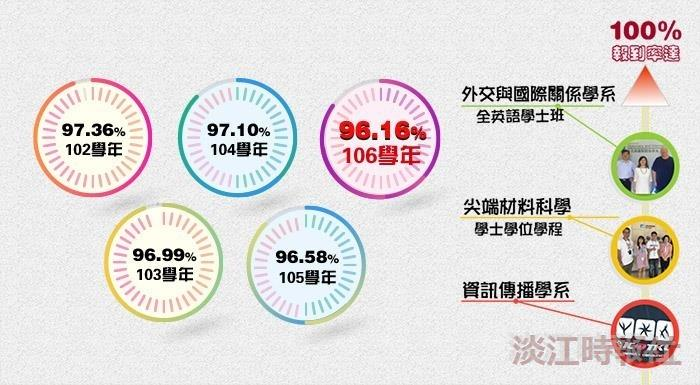 100%
報到率達
97.36%
102學年
97.10%
104學年
96.16%
106學年
96.99%
103學年
96.58%
105學年
外交與國際關係學系
全英語學士班
尖端材料科學
學士學位學程
資訊傳播學系
淡江時報社